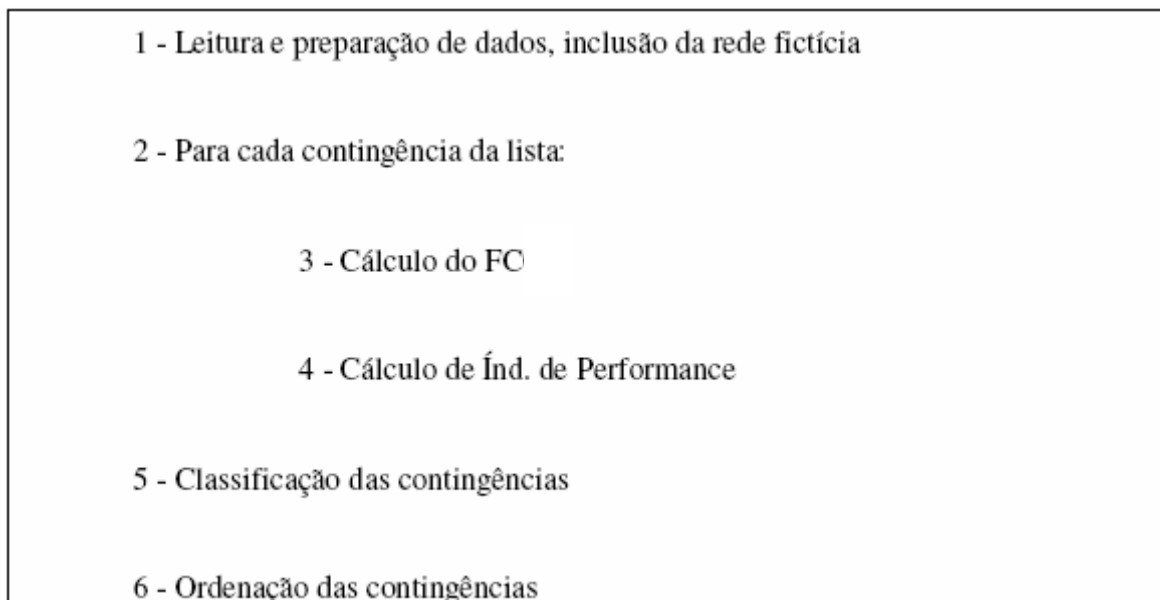 1 - Leitura e preparação de dados, inclusão da rede fictícia
2 - Para cada contingência da lista:
3 - Cálculo do FC
4 - Cálculo de Índ. de Performance
5 - Classificação das contingências
6 - Ordenação das contingências